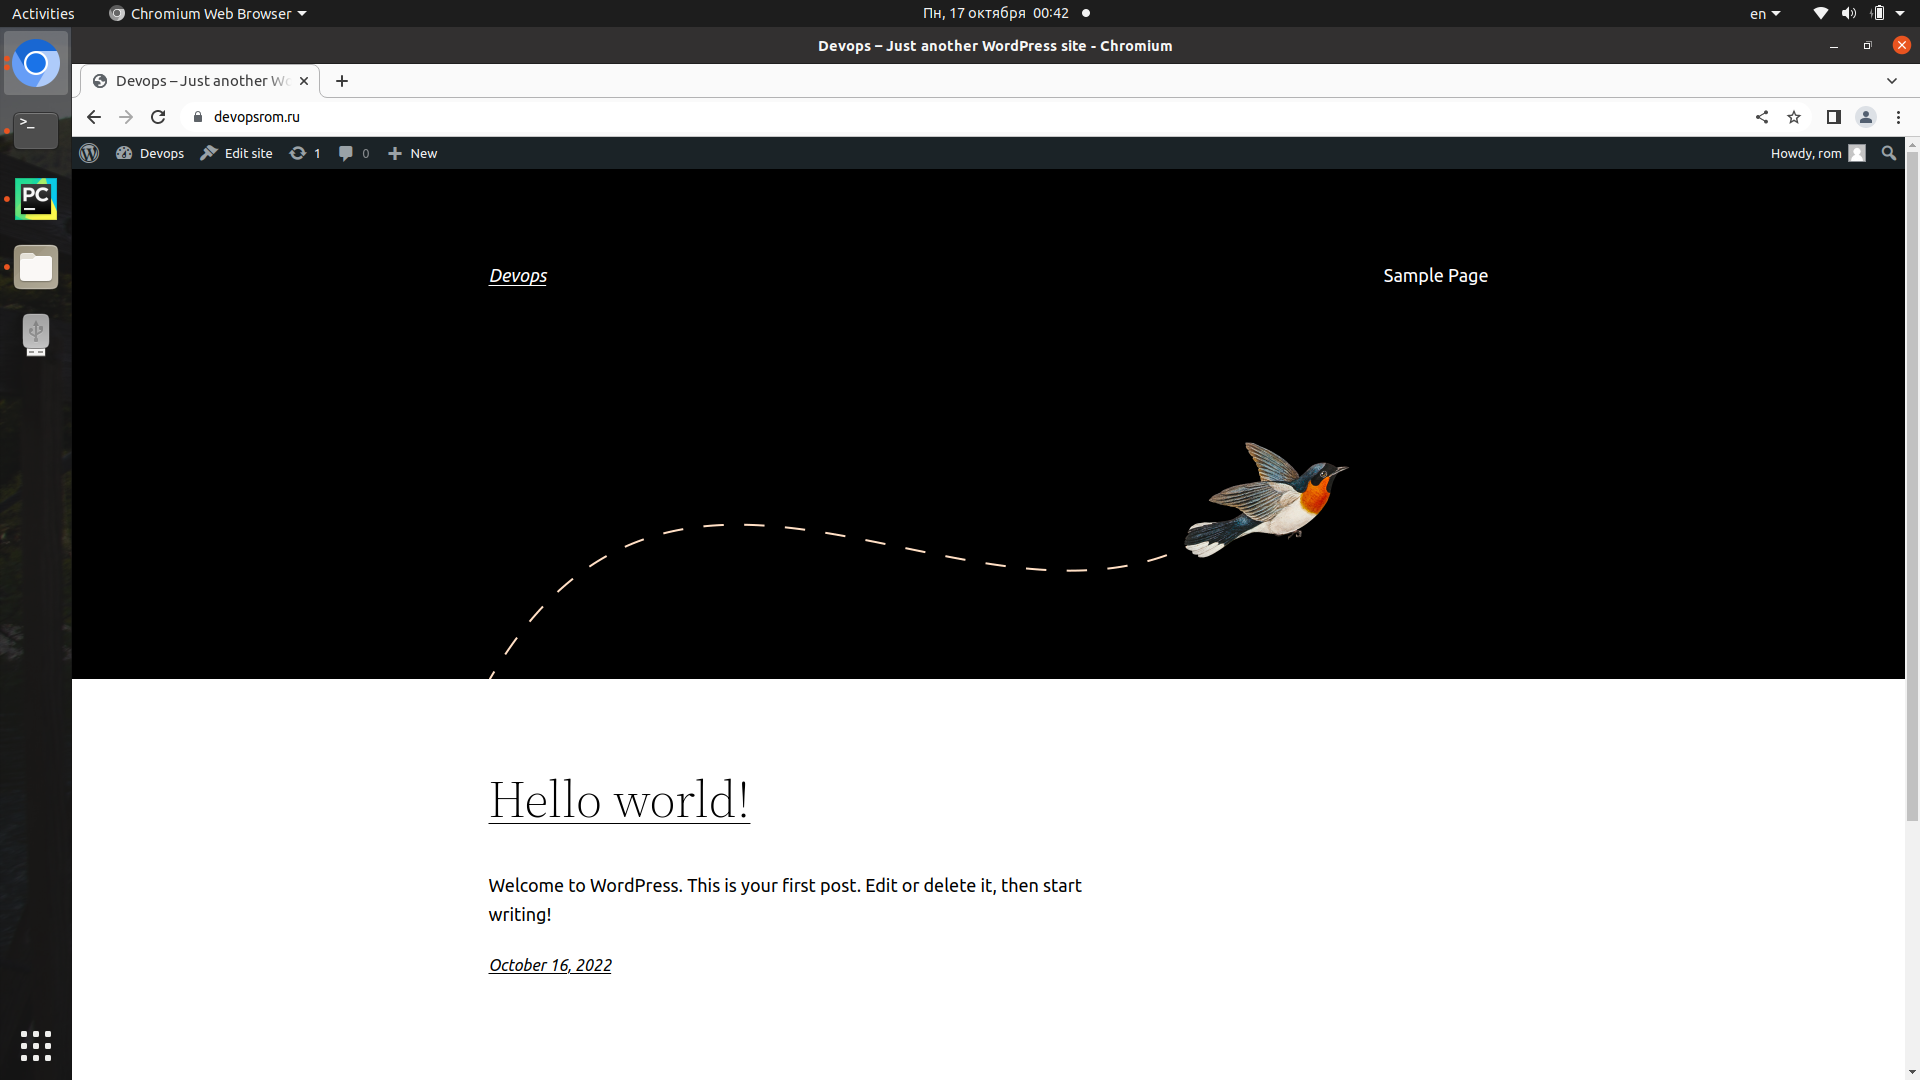 Activities
Chromium Web Browser
Пн, 17 октября 00:42
en
Devops – Just another WordPress site - Chromium
Devops – Just another Wo
devopsrom.ru
Devops
Edit site
1
0
New
Howdy, rom
>_
PC
Devops
Sample Page
Hello world!
Welcome to WordPress. This is your first post. Edit or delete it, then start
writing!
October 16, 2022